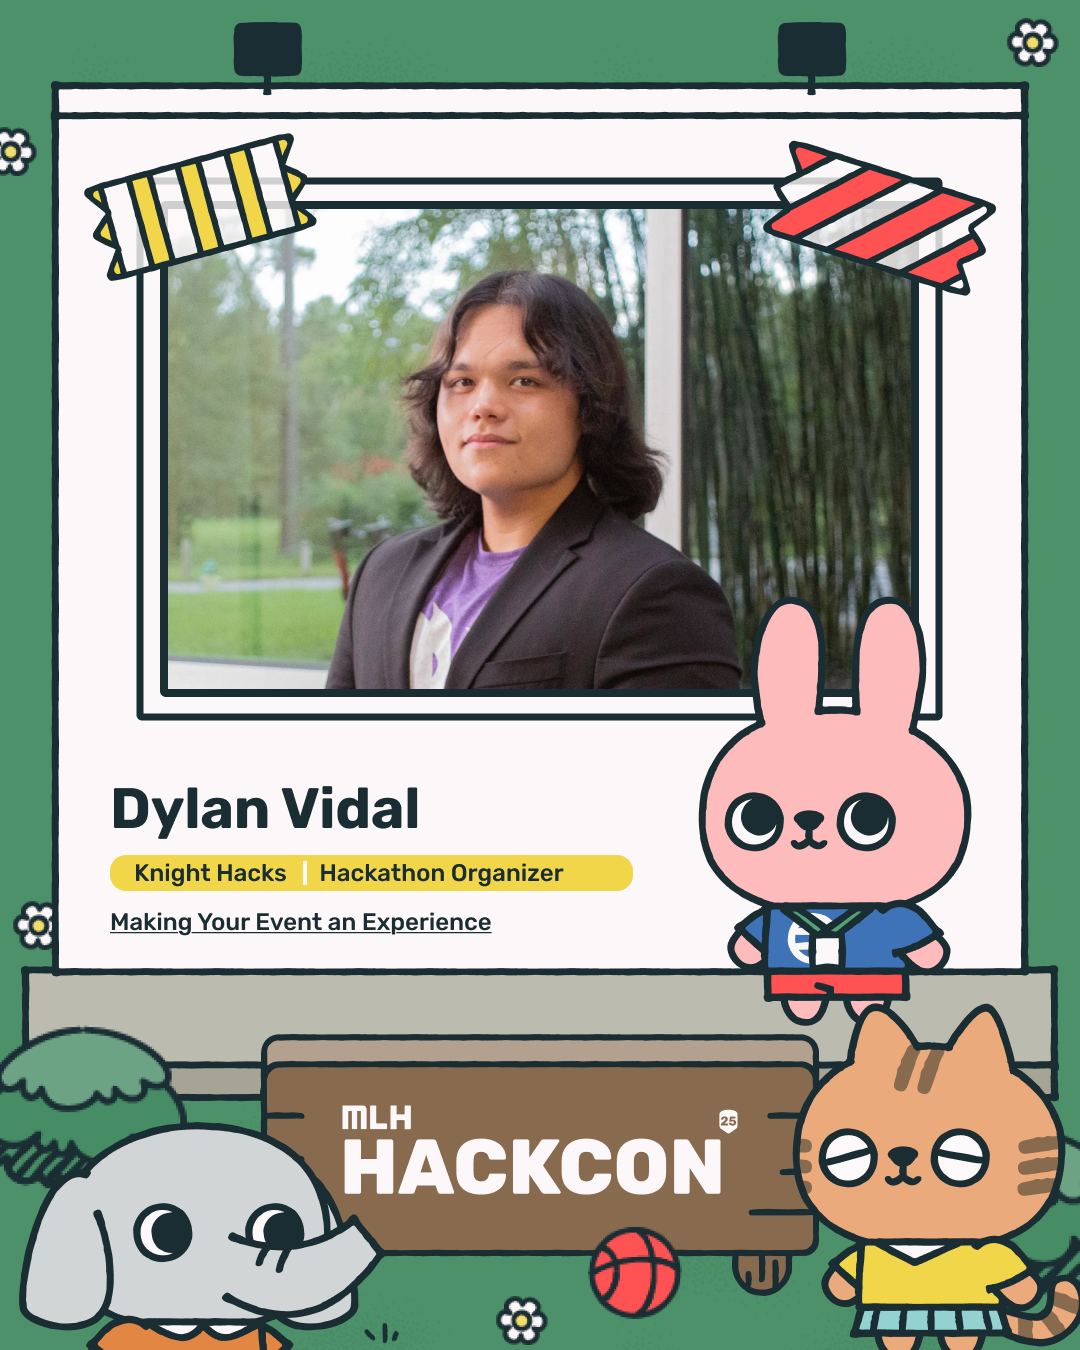 Dylan Vidal
Knight Hacks | Hackathon Organizer
Making Your Event an Experience
MLH
HACKCON
25